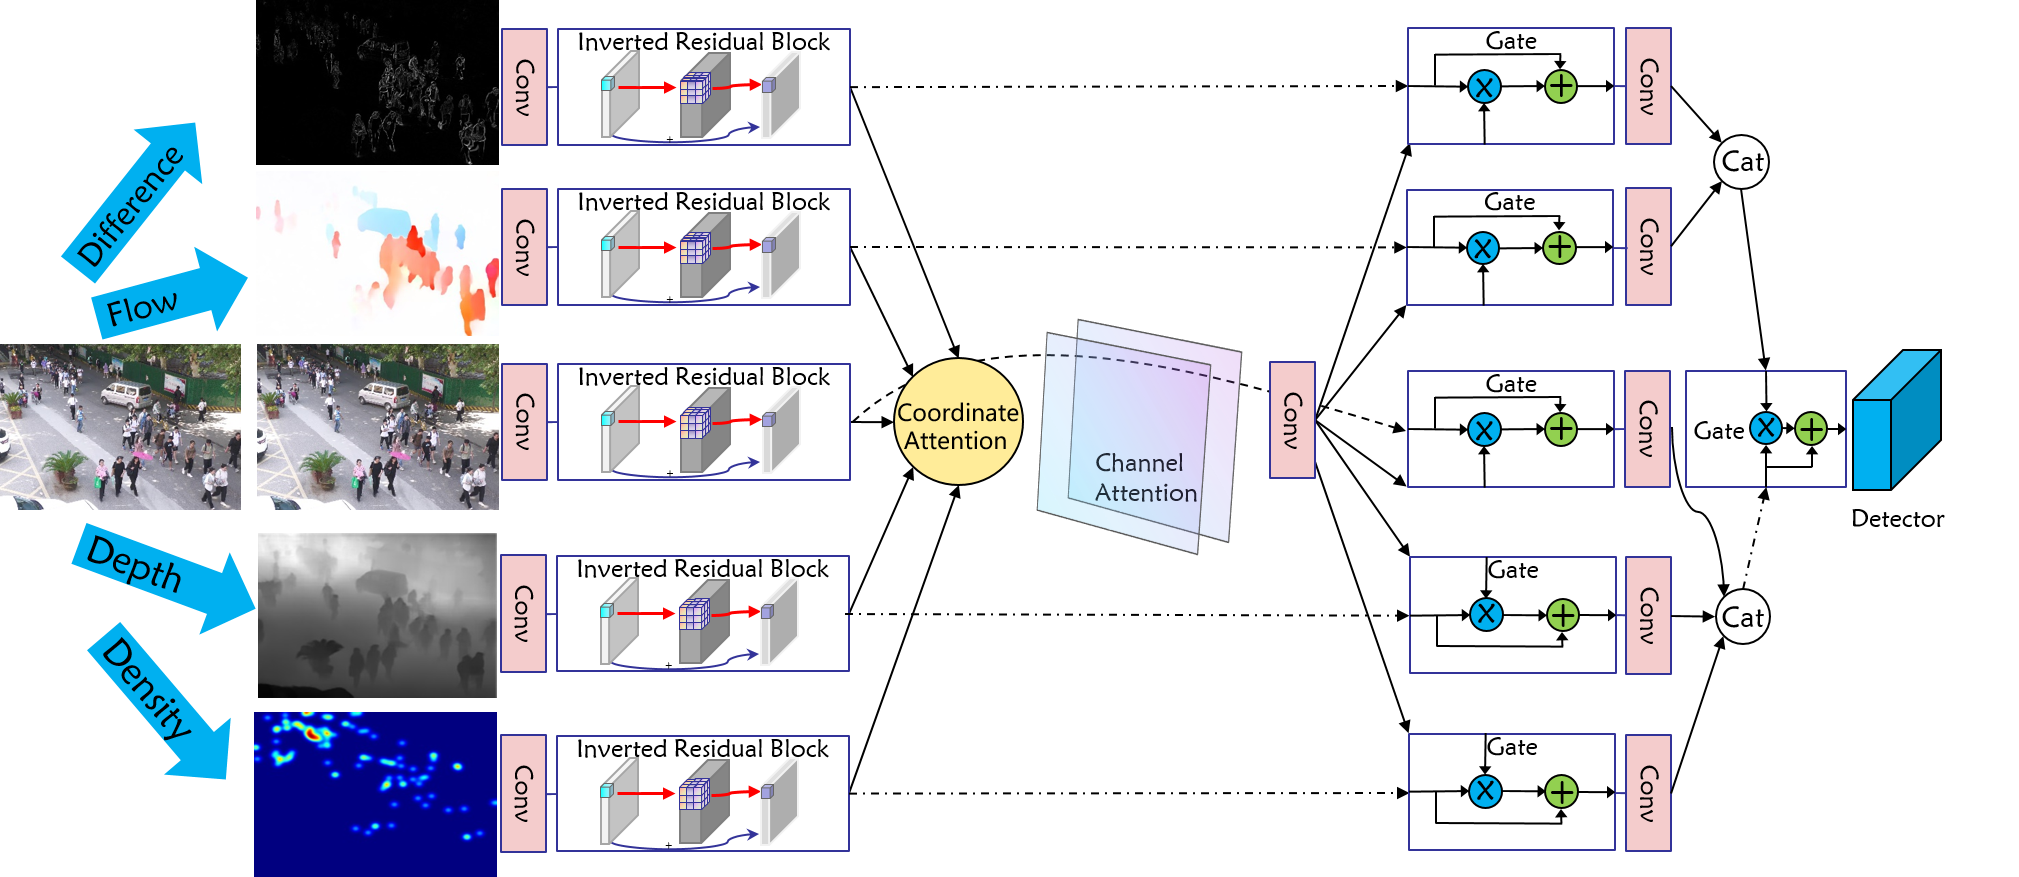 Difference
Flow
Depth
Density
Conv
Inverted Residual Block
+
Conv
Inverted Residual Block
+
Conv
Inverted Residual Block
+
Conv
Inverted Residual Block
+
Conv
Inverted Residual Block
+
Coordinate
Attention
Channel
Attention
Conv
Gate
X
+
Conv
Gate
X
+
Conv
Gate
X
+
Conv
Gate
X
+
Conv
Gate
X
+
Conv
Cat
Cat
Gate
X
+
Detector